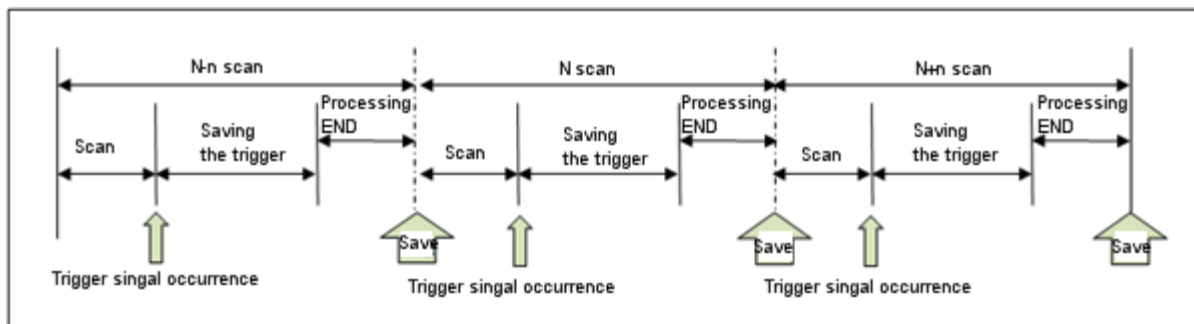 N-n scan
N scan
N+n scan
Processing
END
Processing
END
Processing
END
Scan
Saving
the trigger
Scan
Saving
the trigger
Scan
Saving
the trigger
Save
Save
Save
Trigger singal occurrence
Trigger singal occurrence
Trigger singal occurrence